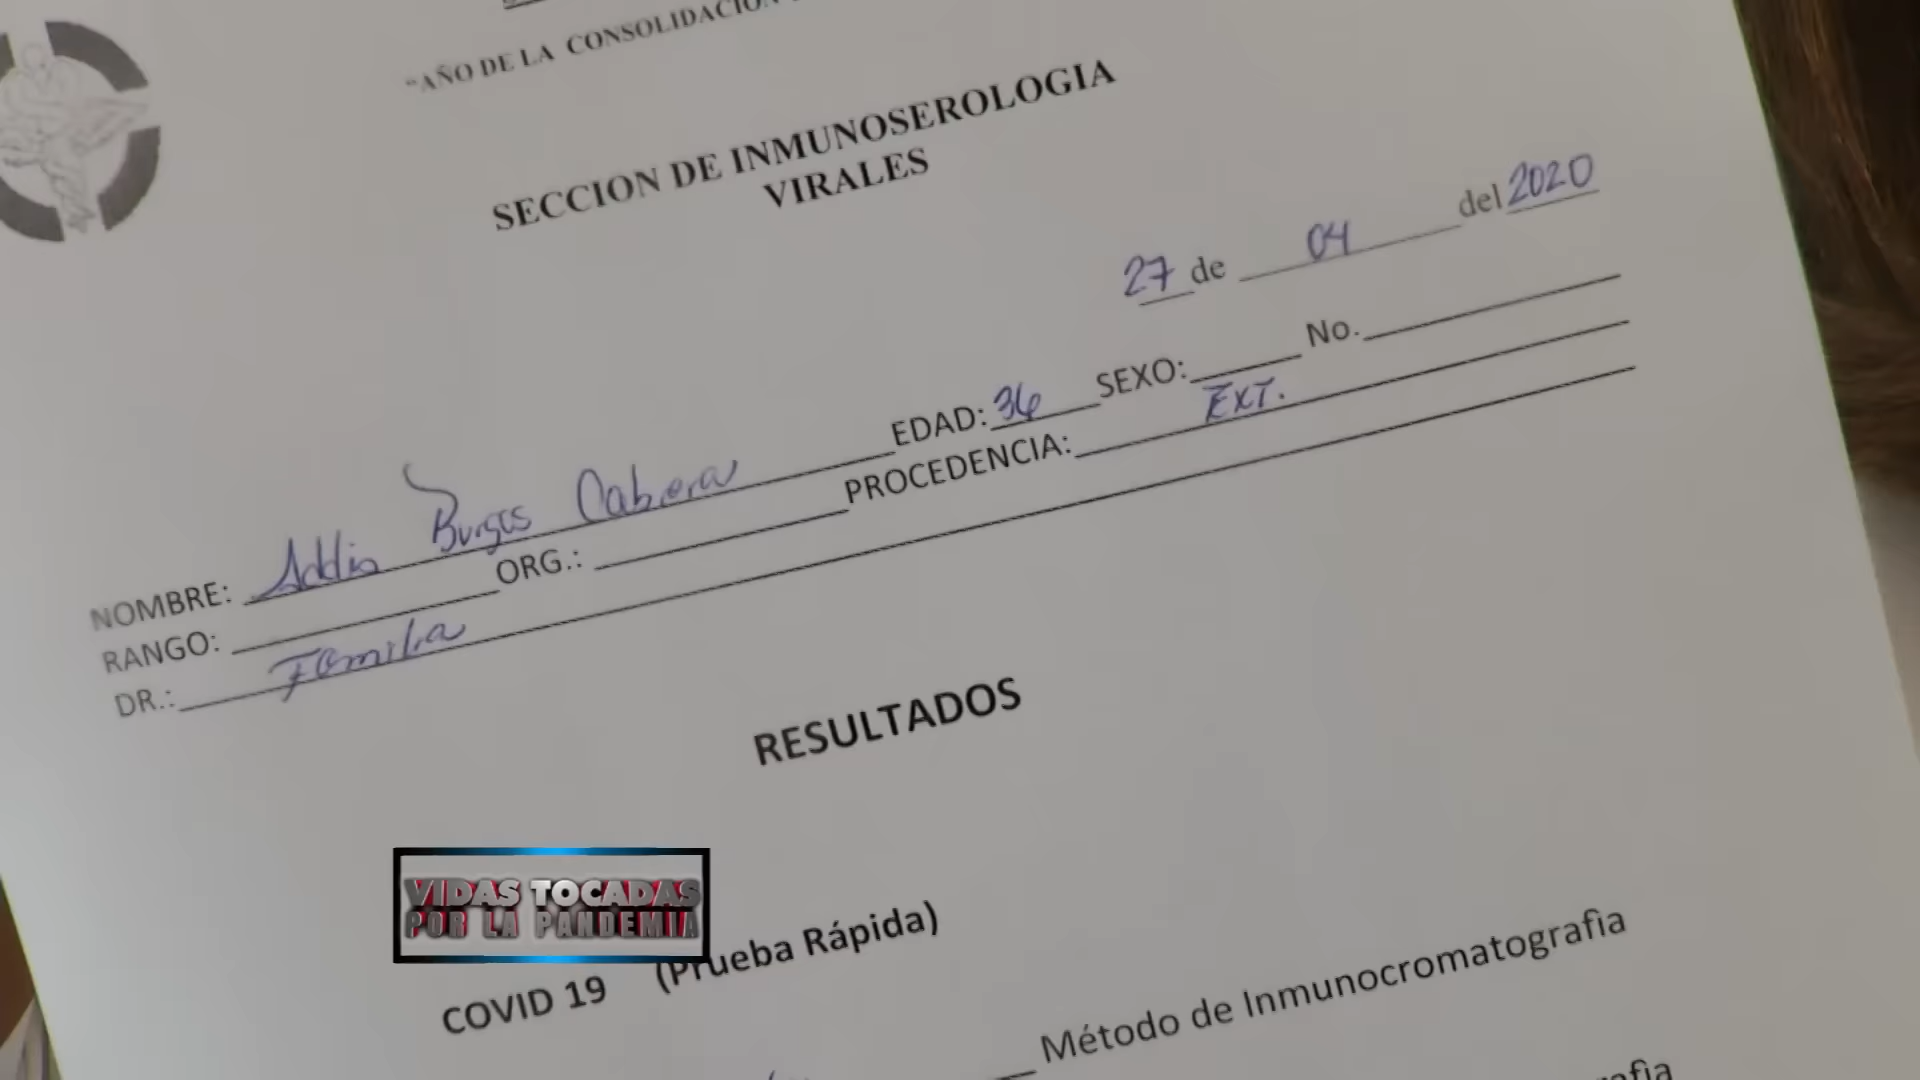 "AÑO DE LA CONSOLIDACIÓN
SECCION DE INMUNOSEROLOGIA
VIRALES
27 de 04 del 2020
NOMBRE: Addis Burgos Cabera EDAD: 36 SEXO: No.
RANGO: ORG.: PROCEDENCIA: EXT.
DR.: Familia
RESULTADOS
VIDAS TOCADAS
POR LA PANDEMIA
COVID 19 (Prueba Rápida)
Método de Inmunocromatografia